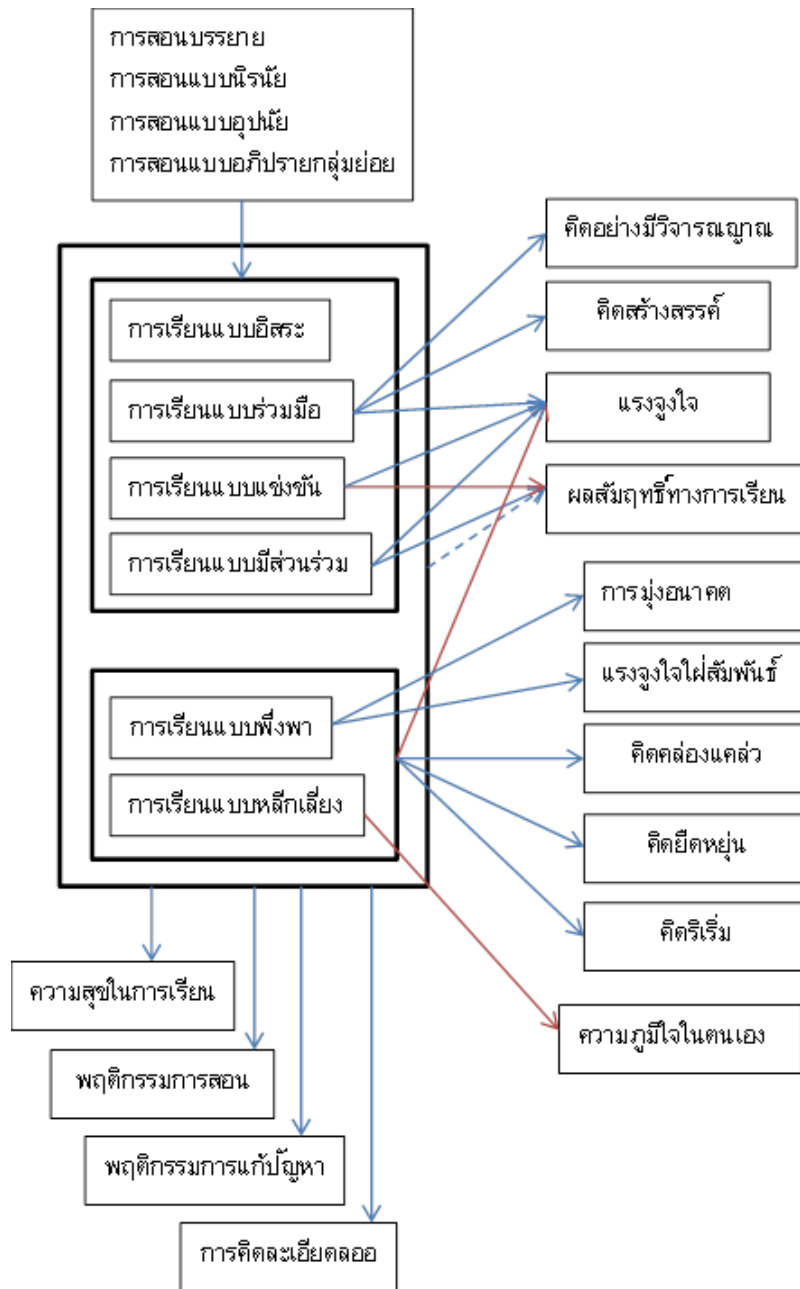 การสอนบรรยาย
การสอนแบบนิรนัย
การสอนแบบอุปนัย
การสอนแบบอภิปรายกลุ่มย่อย
การเรียนแบบอิสระ
การเรียนแบบร่วมมือ
การเรียนแบบแข่งขัน
การเรียนแบบมีส่วนร่วม
การเรียนแบบพึ่งพา
การเรียนแบบหลีกเลี่ยง
คิดอย่างมีวิจารณญาณ
คิดสร้างสรรค์
แรงจูงใจ
ผลสัมฤทธิ์ทางการเรียน
การมุ่งอนาคต
แรงจูงใจใฝ่สัมพันธ์
คิดคล่องแคล่ว
คิดยืดหยุ่น
คิดริเริ่ม
ความภูมิใจในตนเอง
ความสุขในการเรียน
พฤติกรรมการสอน
พฤติกรรมการแก้ปัญหา
การคิดละเอียดลออ